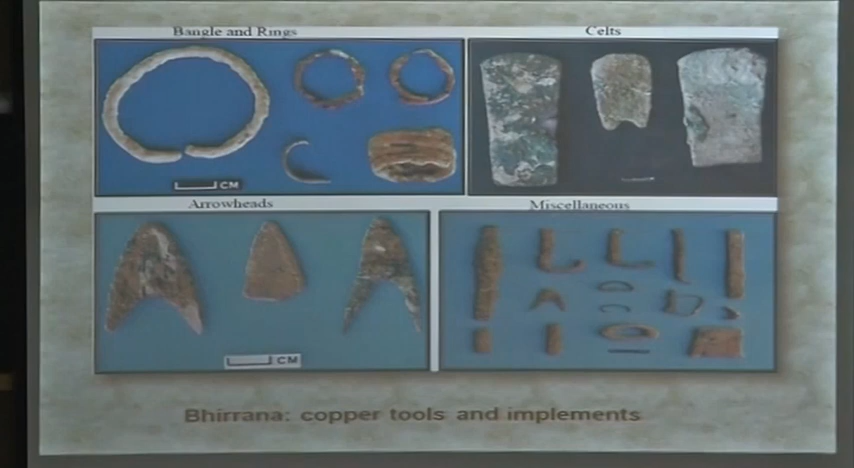 Bangle and Rings
Celts
CM
Arrowheads
Miscellaneous
CM
Bhirrana: copper tools and implements